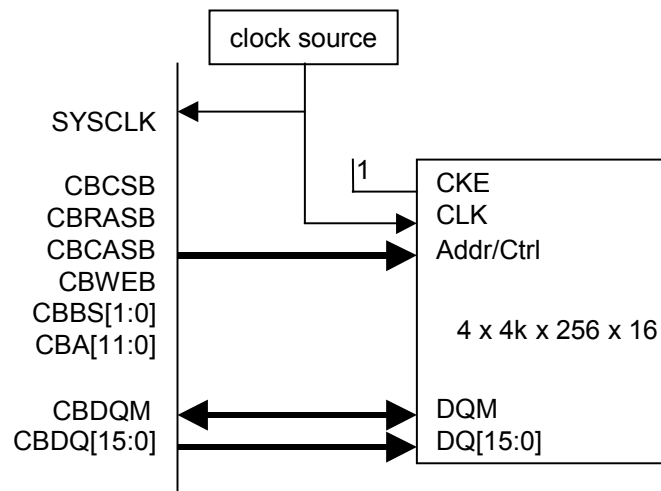 clock source
SYSCLK
CBCSB
CBRASB
CBCASB
CBWEB
CBBS[1:0]
CBA[11:0]
CBDQM
CBDQ[15:0]
1
CKE
CLK
Addr/Ctrl
4 x 4k x 256 x 16
DQM
DQ[15:0]